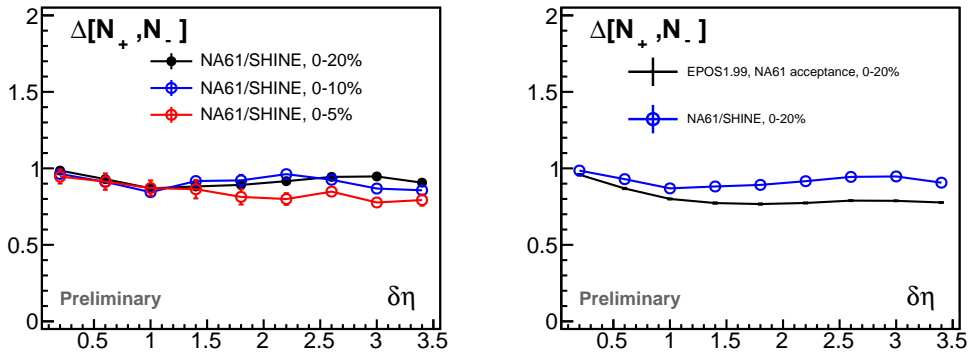 2
Δ[N+ ,N- ]
NA61/SHINE, 0-20%
NA61/SHINE, 0-10%
NA61/SHINE, 0-5%
1.5
1
0.5
Preliminary
δη
0
0.5 1 1.5 2 2.5 3 3.5
2
Δ[N+ ,N- ]
EPOS1.99, NA61 acceptance, 0-20%
NA61/SHINE, 0-20%
1.5
1
0.5
Preliminary
δη
0
0.5 1 1.5 2 2.5 3 3.5